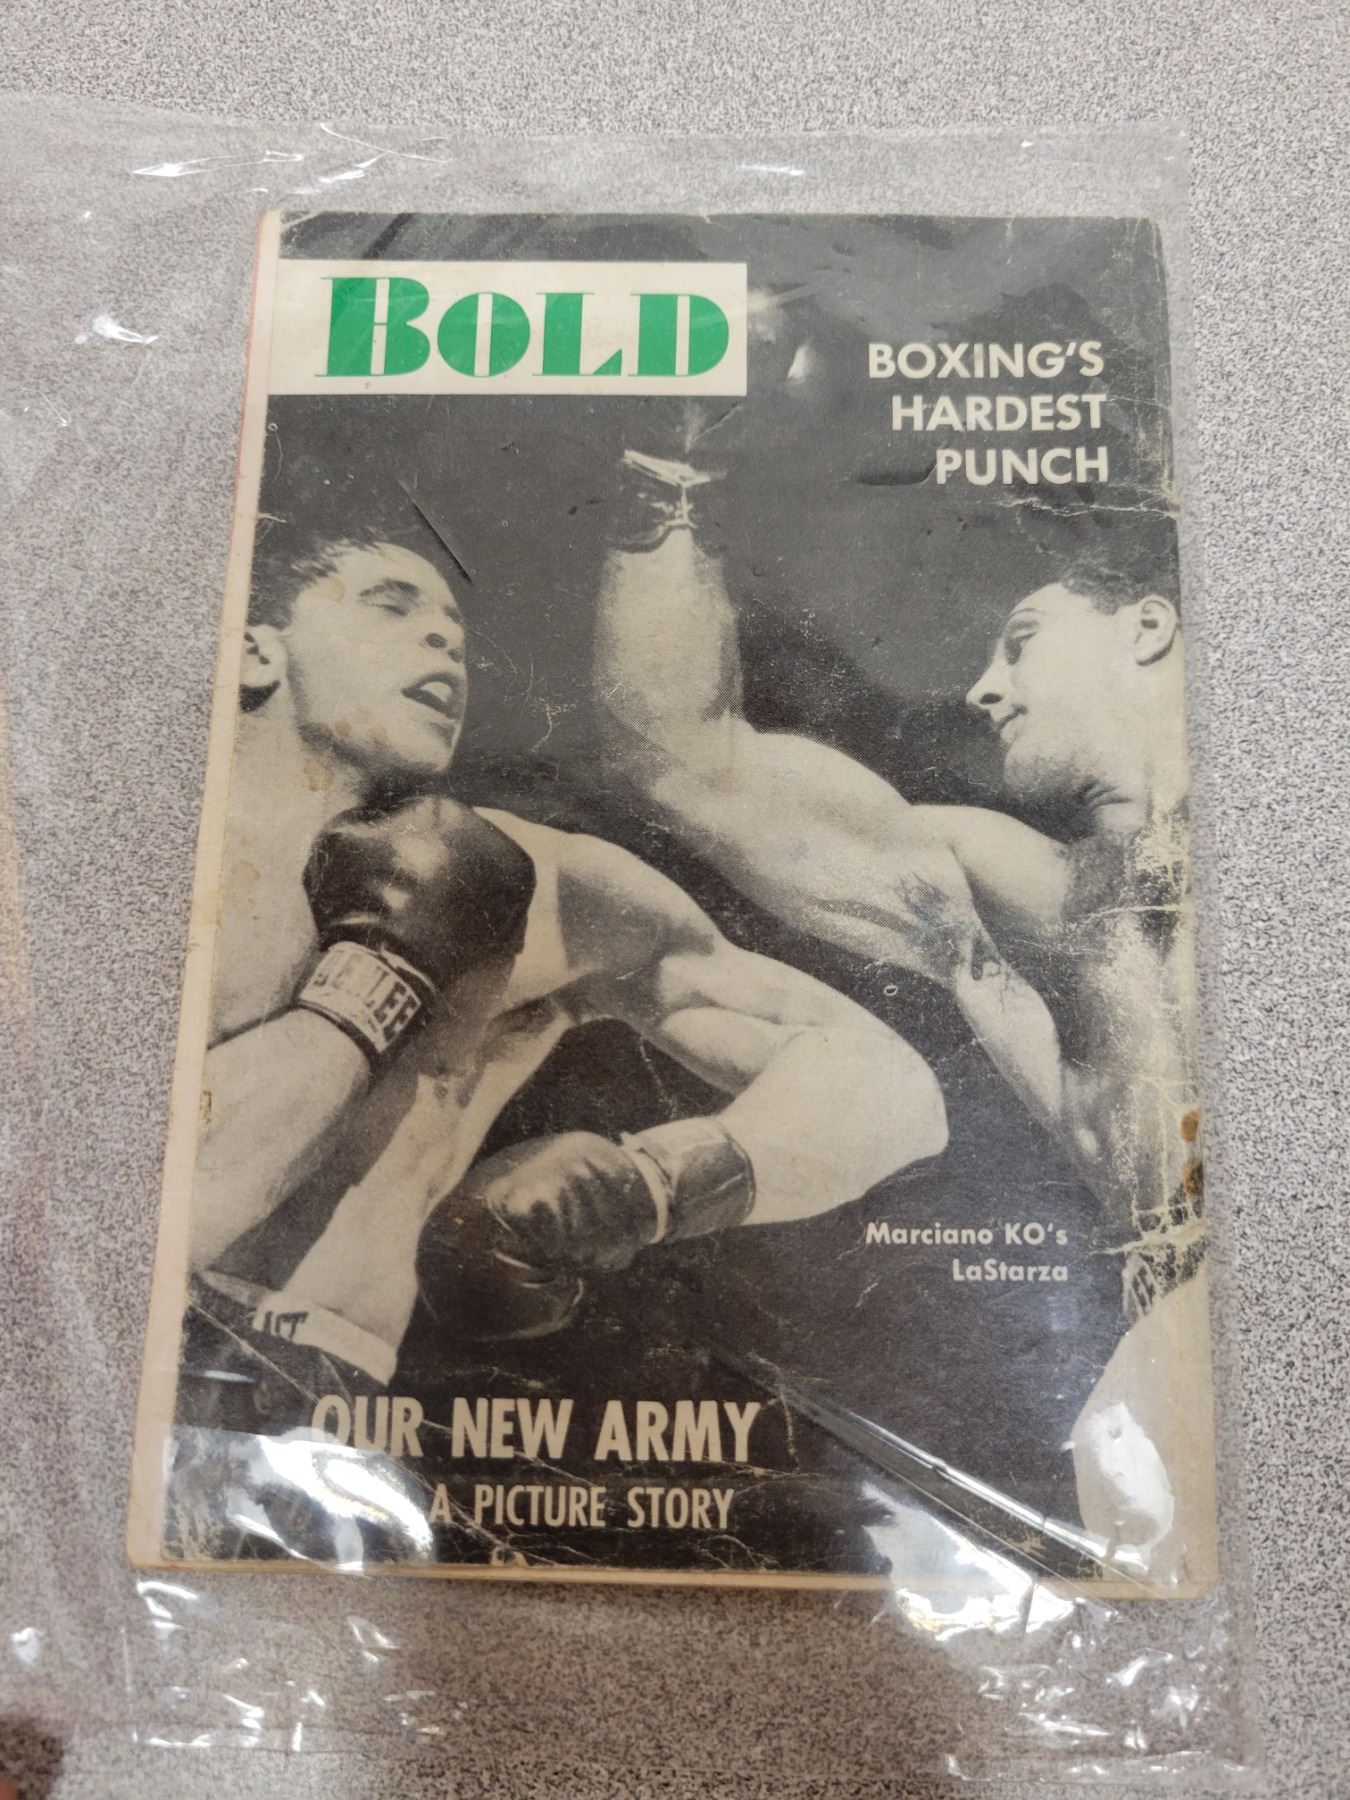 BOLD
BOXING'S
HARDEST
PUNCH
Marciano KO's
LaStarza
OUR NEW ARMY
A PICTURE STORY